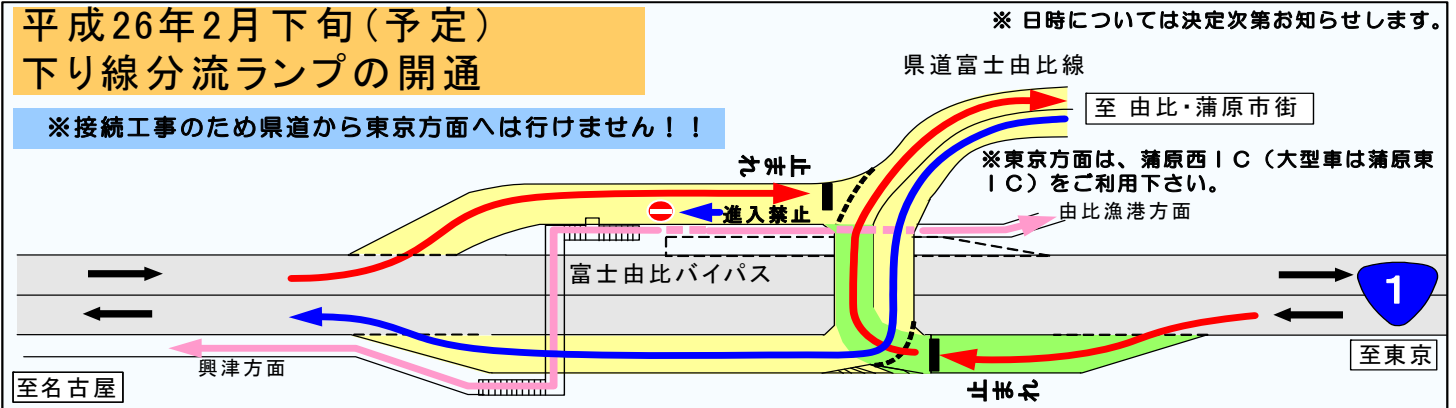 平成26年2月下旬(予定)
下り線分流ランプの開通
※ 日時については決定次第お知らせします。
※接続工事のため県道から東京方面へは行けません！！
県道富士由比線
至 由比・蒲原市街
※東京方面は、蒲原西ＩＣ（大型車は蒲原東
ＩＣ）をご利用下さい。
止まれ
進入禁止
由比漁港方面
富士由比バイパス
1
興津方面
至名古屋
至東京
止まれ